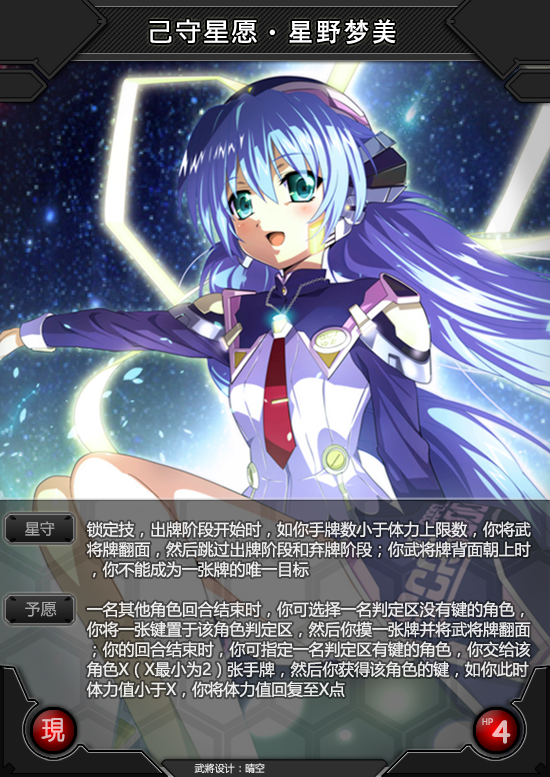 己守星愿·星野梦美
星守
锁定技，出牌阶段开始时，如你手牌数小于体力上限数，你将武
将牌翻面，然后跳过出牌阶段和弃牌阶段；你武将牌背面朝上时
，你不能成为一张牌的唯一目标
予愿
一名其他角色回合结束时，你可选择一名判定区没有键的角色，
你将一张键置于该角色判定区，然后你摸一张牌并将武将牌翻面
；你的回合结束时，你可指定一名判定区有键的角色，你交给该
角色X（X最小为2）张手牌，然后你获得该角色的键，如你此时
体力值小于X，你将体力值回复至X点
現
HP 4
武將设计：晴空